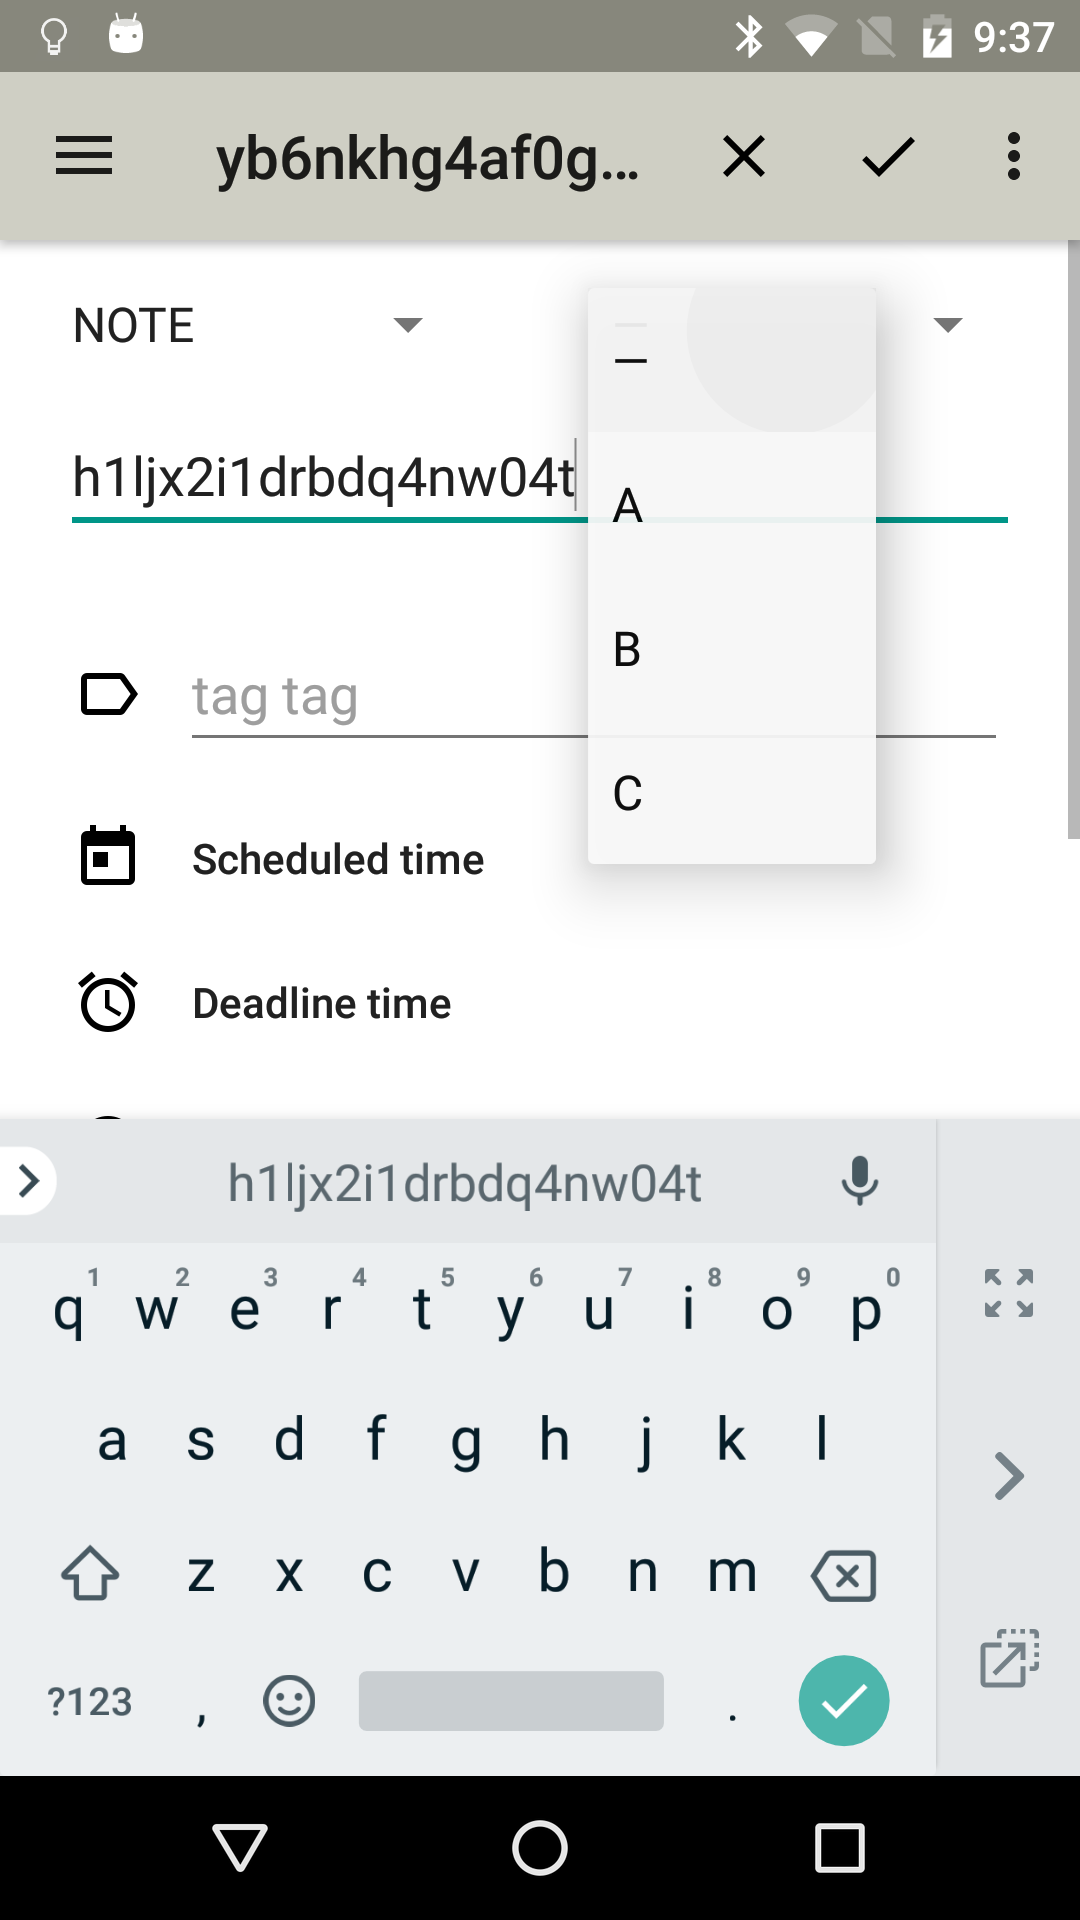 9:37
yb6nkhg4af0g...
NOTE
—
h1ljx2i1drbdq4nw04t
A
B
tag tag
C
Scheduled time
Deadline time
h1ljx2i1drbdq4nw04t
1 2 3 4 5 6 7 8 9 0
q w e r t y u i o p
a s d f g h j k l
z x c v b n m
?123 , .